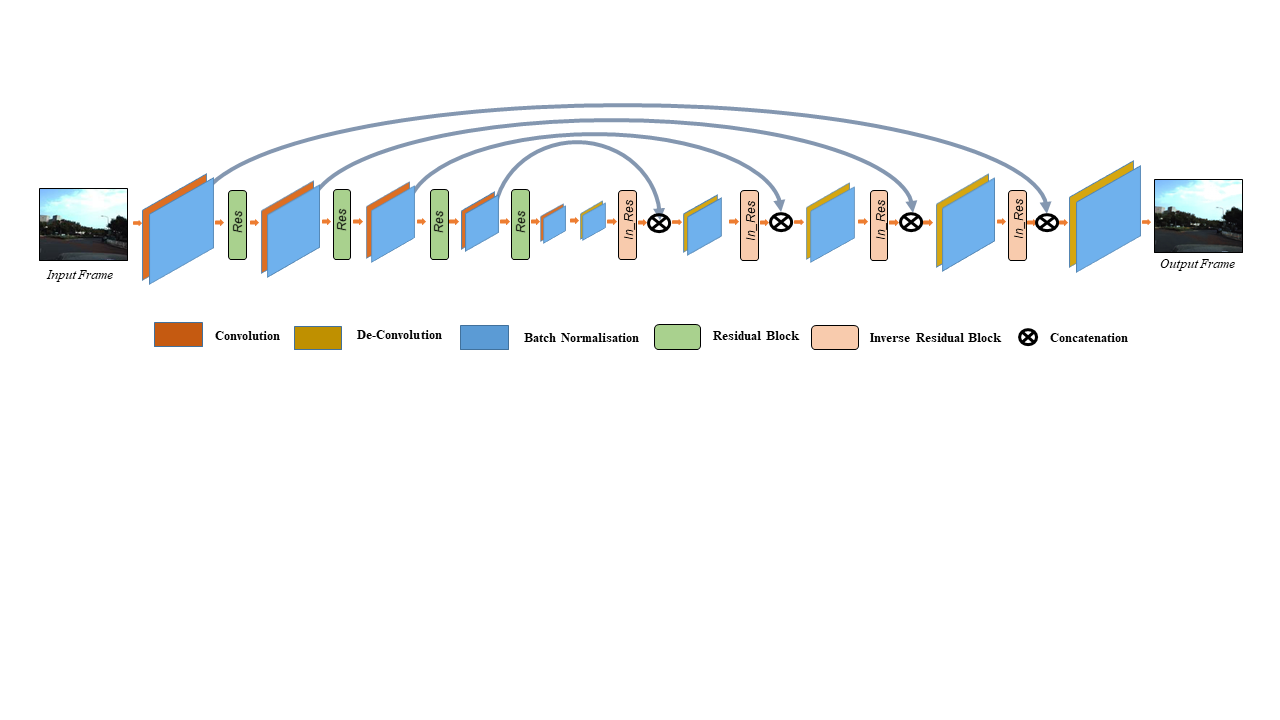 Res
Res
Res
Res
In_Res
In_Res
In_Res
In_Res
Input Frame
Output Frame
Convolution
De-Convolution
Batch Normalisation
Residual Block
Inverse Residual Block
Concatenation